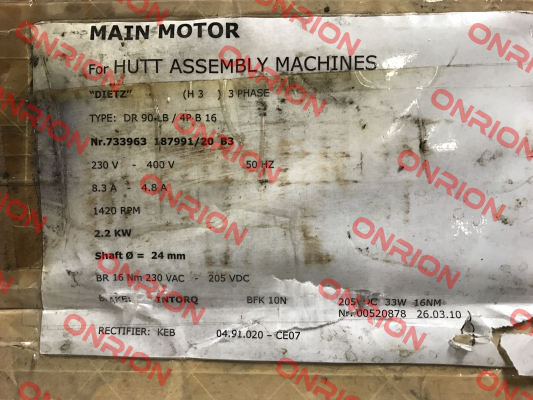 MAIN MOTOR
For HUTT ASSEMBLY MACHINES
"DIETZ" (H 3 ) 3 PHASE
TYPE: DR 90-LB / 4P B 16
Nr.733963 187991/20 B3
230 V - 400 V 50 HZ
8.3 A - 4.8 A
1420 RPM
2.2 KW
Shaft Ø = 24 mm
BR 16 Nm 230 VAC - 205 VDC
INTORQ BFK 10N 205V DC 33W 16NM
Nr. 00520878 26.03.10 )
RECTIFIER: KEB 04.91.020 - CE07
ONRION